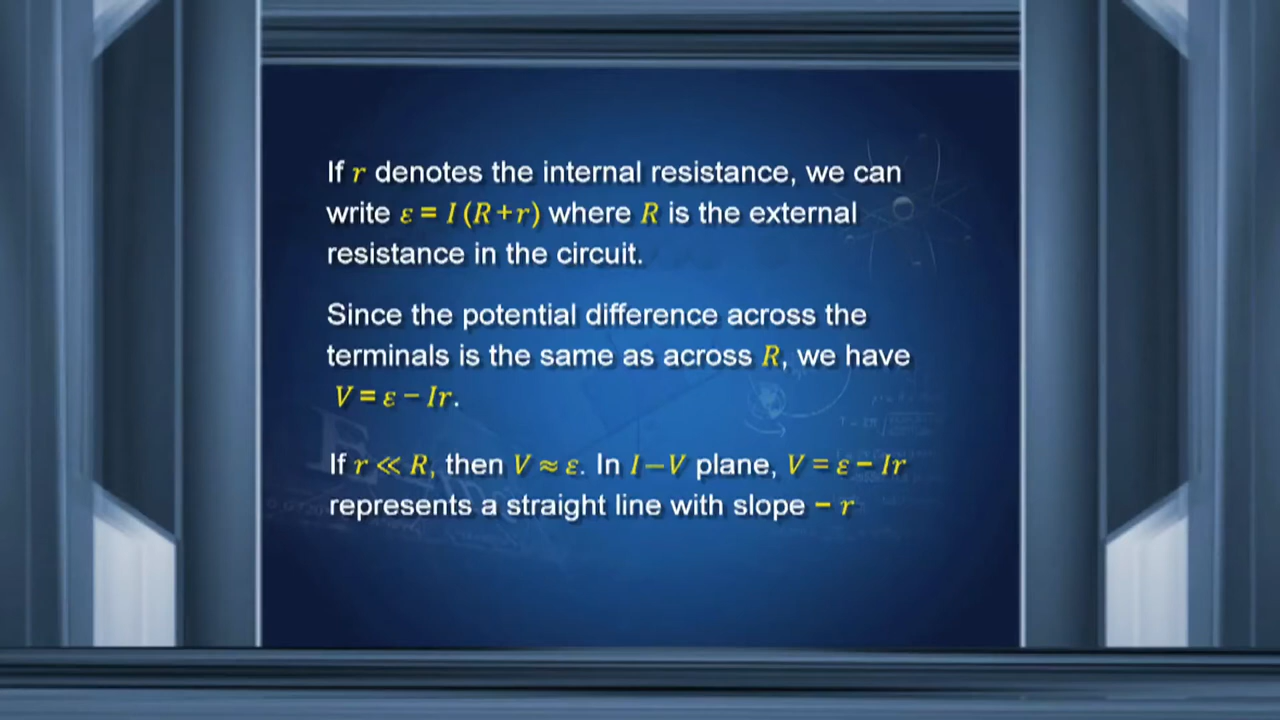 If r denotes the internal resistance, we can
write ε = I (R+r) where R is the external
resistance in the circuit.
Since the potential difference across the
terminals is the same as across R, we have
V = ε − Ir.
If r ≪ R, then V ≈ ε. In I−V plane, V = ε − Ir
represents a straight line with slope − r